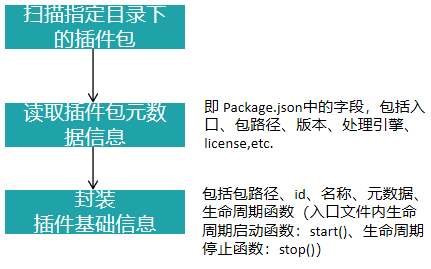 扫描指定目录下
的插件包
读取插件包元数
据信息
即 Package.json中的字段，包括入
口、包路径、版本、处理引擎、
license,etc.
封装
插件基础信息
包括包路径、id、名称、元数据、
生命周期函数（入口文件内生命
周期启动函数：start()、生命周期
停止函数：stop()）